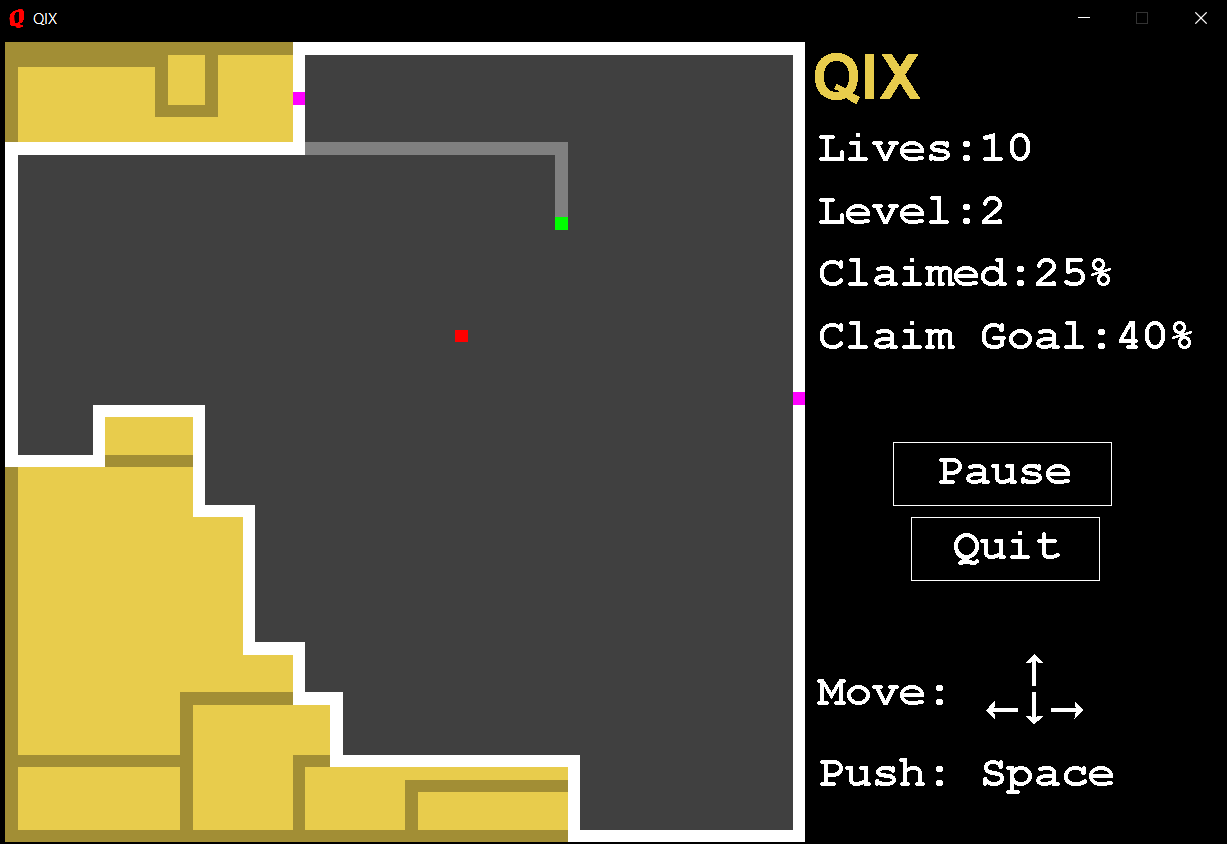 QIX
QIX
Lives:10
Level:2
Claimed:25%
Claim Goal:40%
Pause
Quit
Move: ↑
←↓→
Push: Space